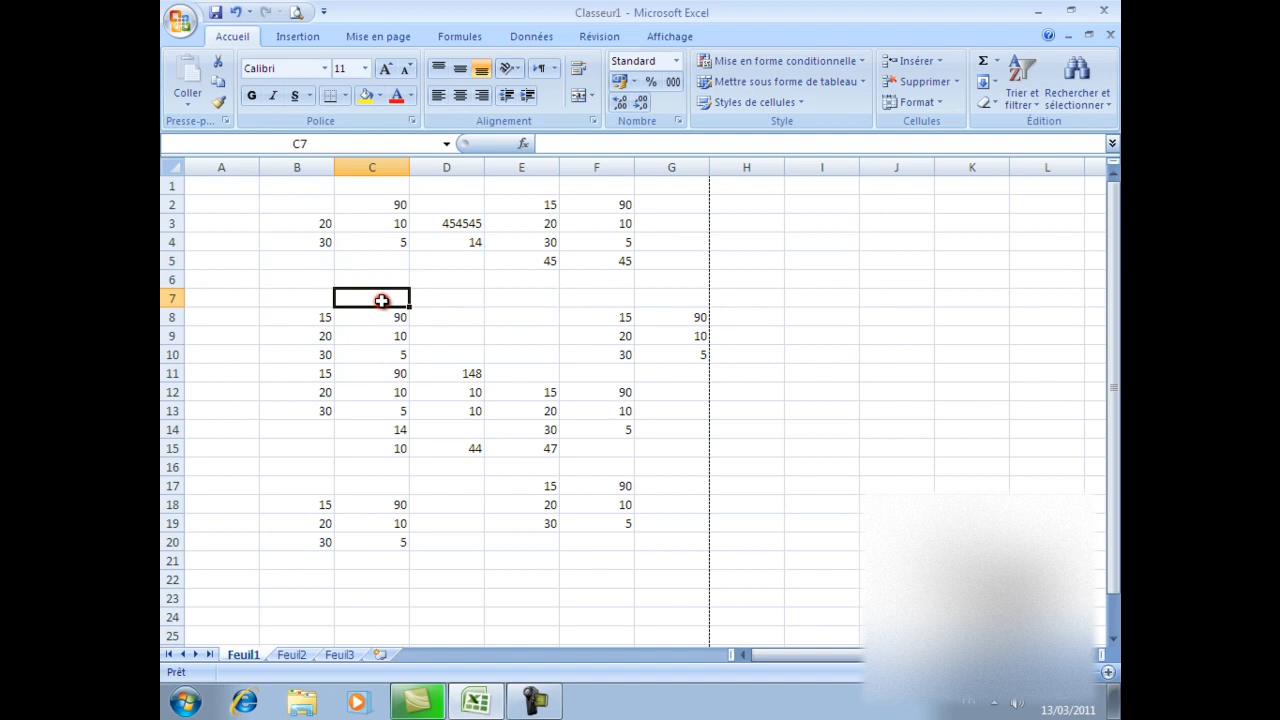 Classeur1 - Microsoft Excel
Accueil Insertion Mise en page Formules Données Révision Affichage
Calibri 11 Standard Mise en forme conditionnelle Insérer
Coller Mettre sous forme de tableau Supprimer Trier et filtrer Rechercher et sélectionner
G I S % 000 Styles de cellules Format
Presse-p... Police Alignement Nombre Style Cellules Édition
C7 fx
A B C D E F G H I J K L
1
2 90 15 90
3 20 10 454545 20 10
4 30 5 14 30 5
5 45 45
6
7
8 15 90 15 90
9 20 10 20 10
10 30 5 30 5
11 15 90 148
12 20 10 10 15 90
13 30 5 10 20 10
14 14 30 5
15 10 44 47
16
17 15 90
18 15 90 20 10
19 20 10 30 5
20 30 5
21
22
23
24
25
Feuil1 Feuil2 Feuil3
Prêt
13/03/2011